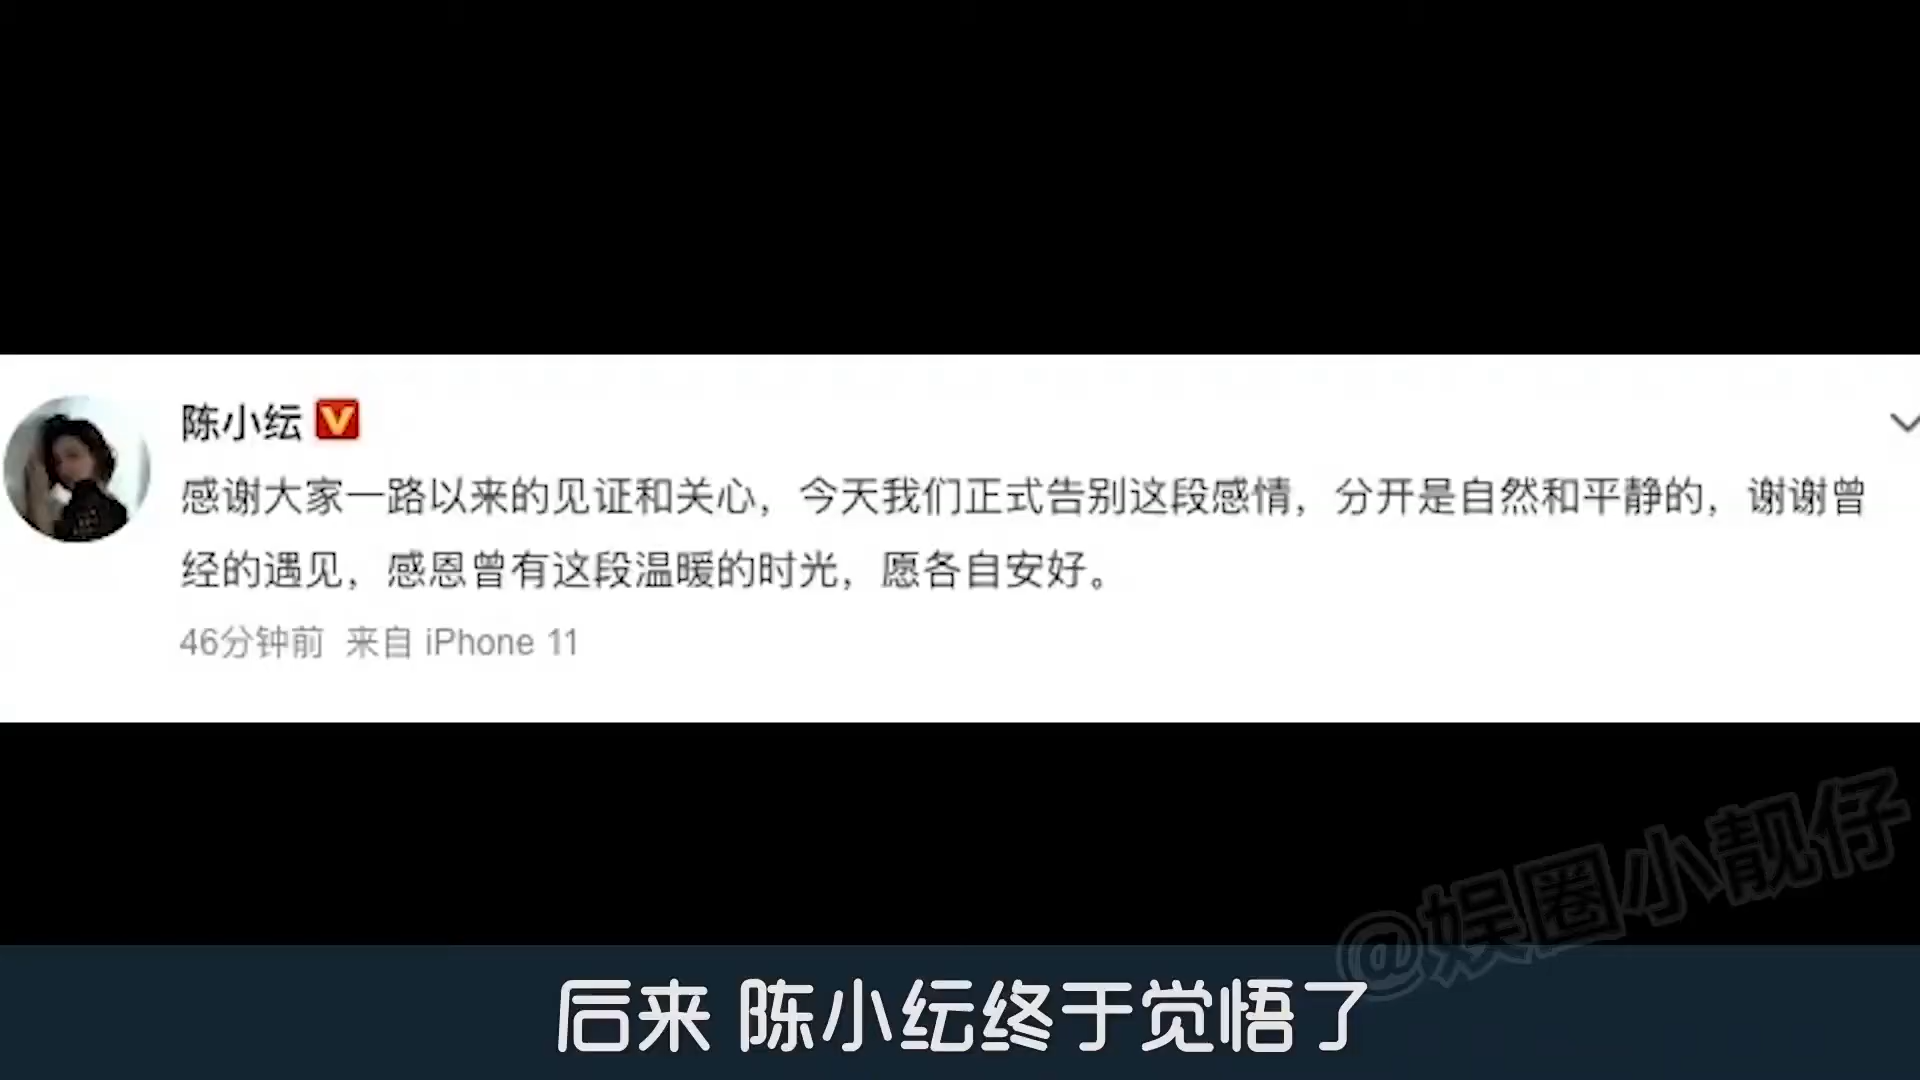 陈小纭
感谢大家一路以来的见证和关心，今天我们正式告别这段感情，分开是自然和平静的，谢谢曾
经的遇见，感恩曾有这段温暖的时光，愿各自安好。
46分钟前 来自 iPhone 11
@娱圈小靓仔
后来 陈小纭终于觉悟了